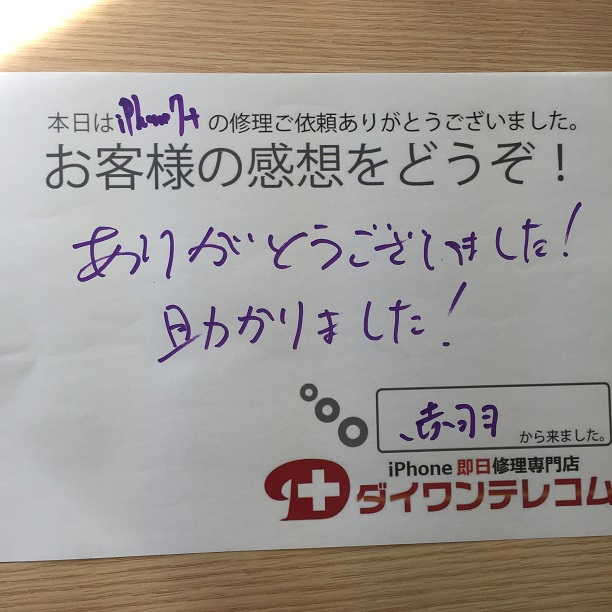 本日はiPhone7+の修理ご依頼ありがとうございました。
お客様の感想をどうぞ！
ありがとうございました！
助かりました！
赤羽から来ました。
iPhone 即日修理専門店
ダイワンテレコム